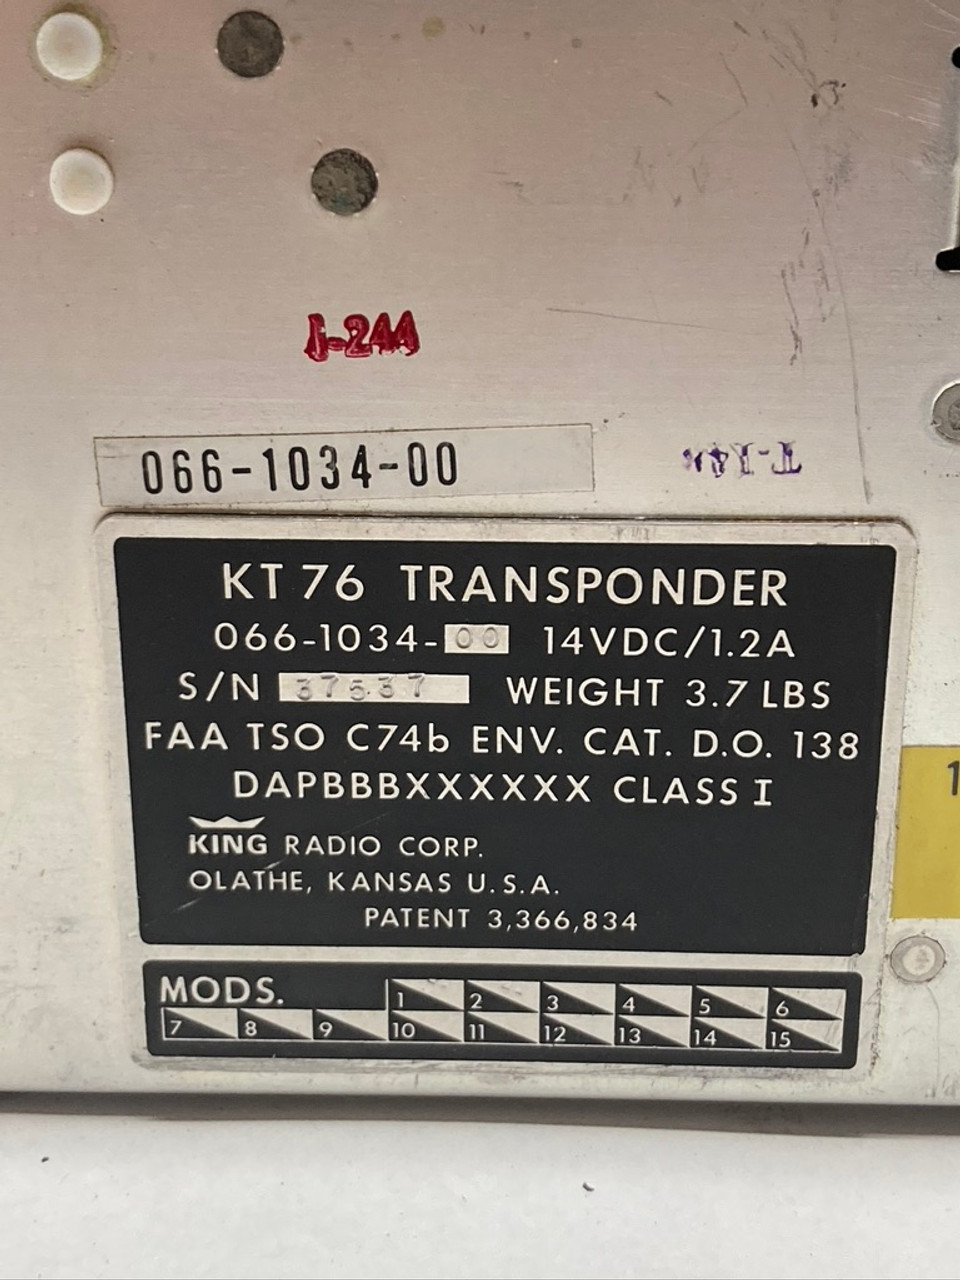 1-244
066-1034-00
KT 76 TRANSPONDER
066-1034-00 14VDC/1.2A
S/N 37537 WEIGHT 3.7 LBS
FAA TSO C74b ENV. CAT. D.O. 138
DAPBBBXXXXXX CLASS I
KING RADIO CORP.
OLATHE, KANSAS U.S.A.
PATENT 3,366,834
MODS. 1 2 3 4 5 6
7 8 9 10 11 12 13 14 15